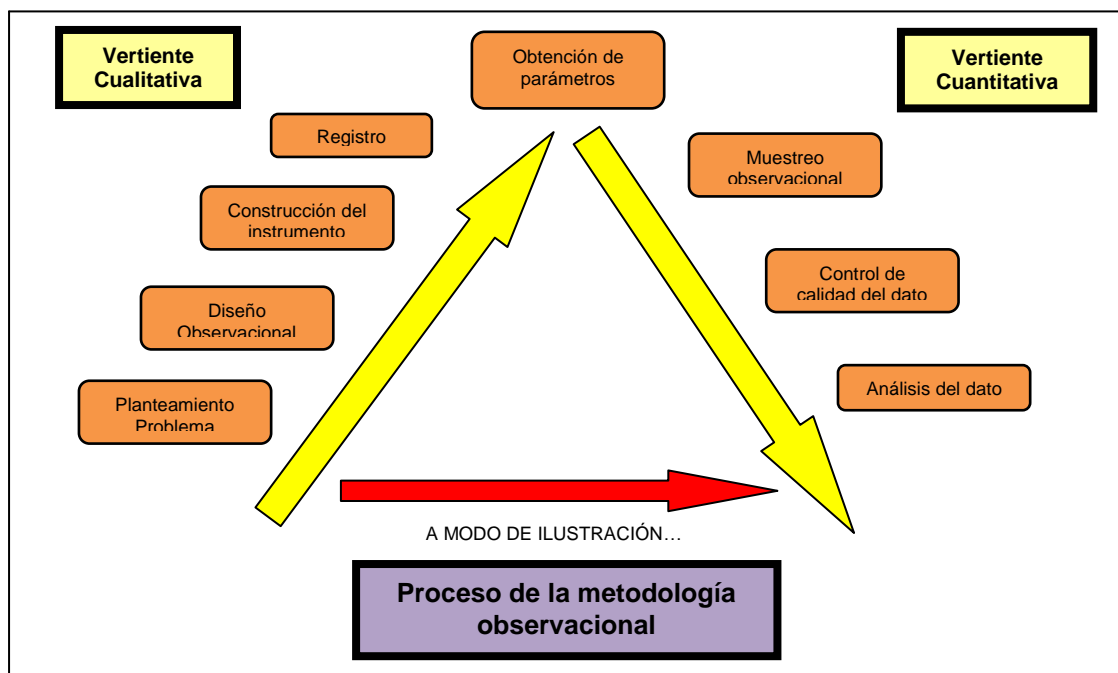 Vertiente
Cualitativa
Obtención de
parámetros
Vertiente
Cuantitativa
Registro
Muestreo
observacional
Construcción del
instrumento
Control de
calidad del dato
Diseño
Observacional
Análisis del dato
Planteamiento
Problema
A MODO DE ILUSTRACIÓN...
Proceso de la metodología
observacional